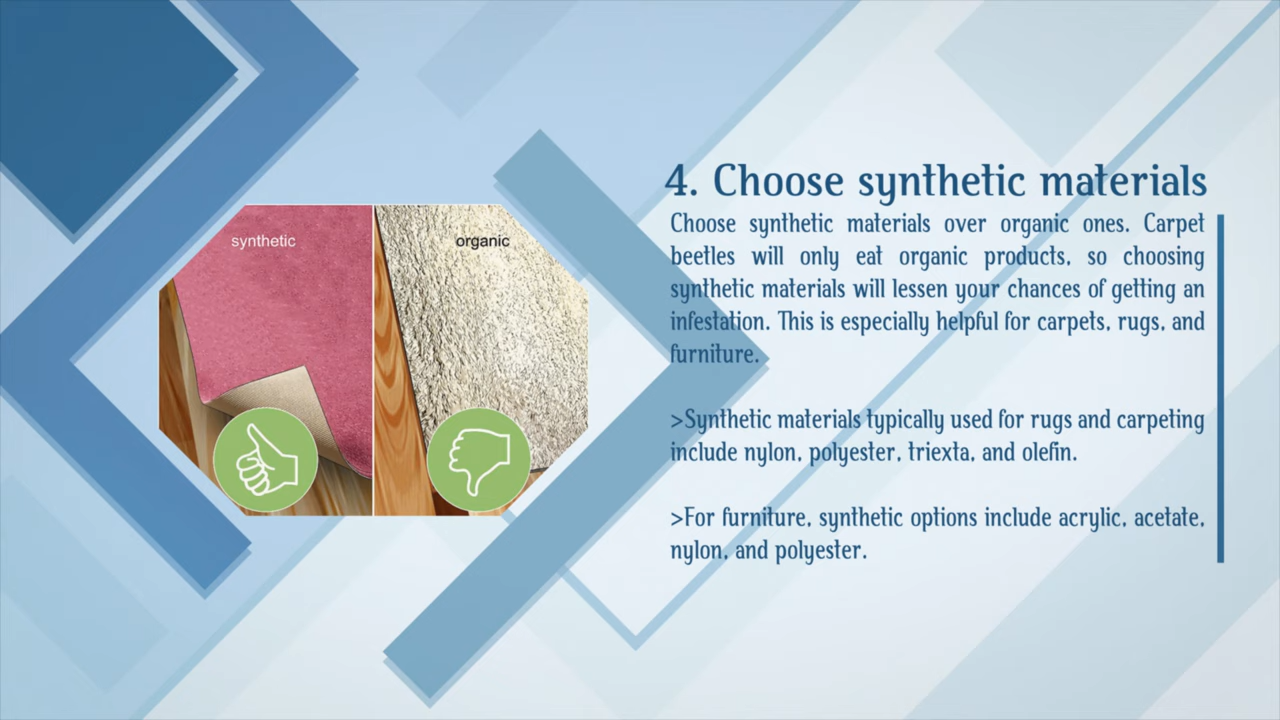 synthetic
organic
4. Choose synthetic materials
Choose synthetic materials over organic ones. Carpet
beetles will only eat organic products, so choosing
synthetic materials will lessen your chances of getting an
infestation. This is especially helpful for carpets, rugs, and
furniture.
>Synthetic materials typically used for rugs and carpeting
include nylon, polyester, triexta, and olefin.
>For furniture, synthetic options include acrylic, acetate,
nylon, and polyester.